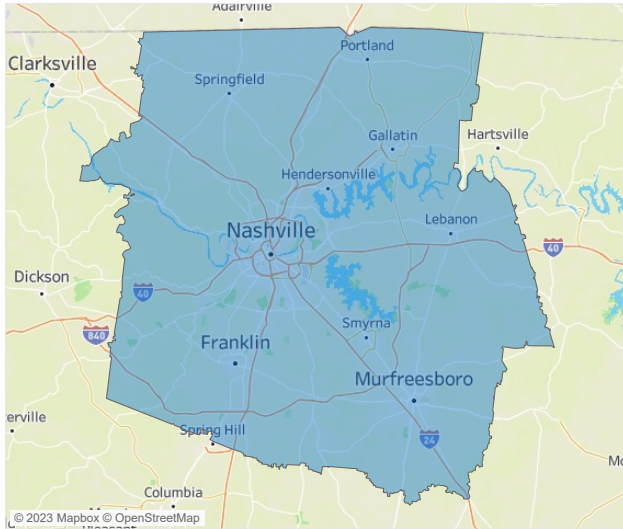 Adairville
Portland
Clarksville
Springfield
Gallatin
Hartsville
Hendersonville
Lebanon
Nashville
40
Dickson
40
Smyrna
840
Franklin
Murfreesboro
erville
Spring Hill
24
Mc
Columbia
© 2023 Mapbox © OpenStreetMap
Pleasant